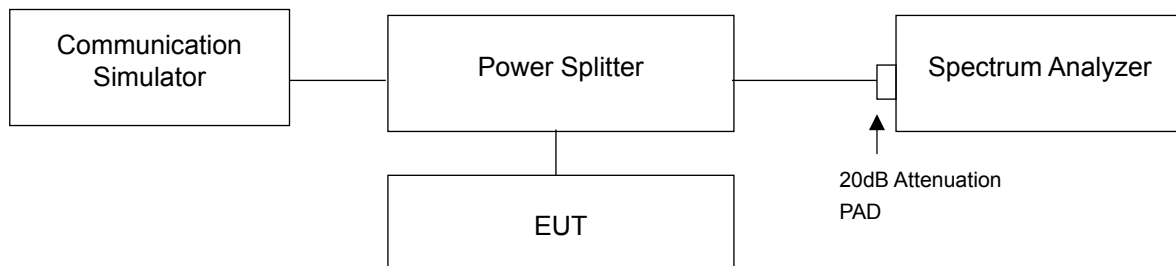 Communication
Simulator
Power Splitter
Spectrum Analyzer
20dB Attenuation
PAD
EUT